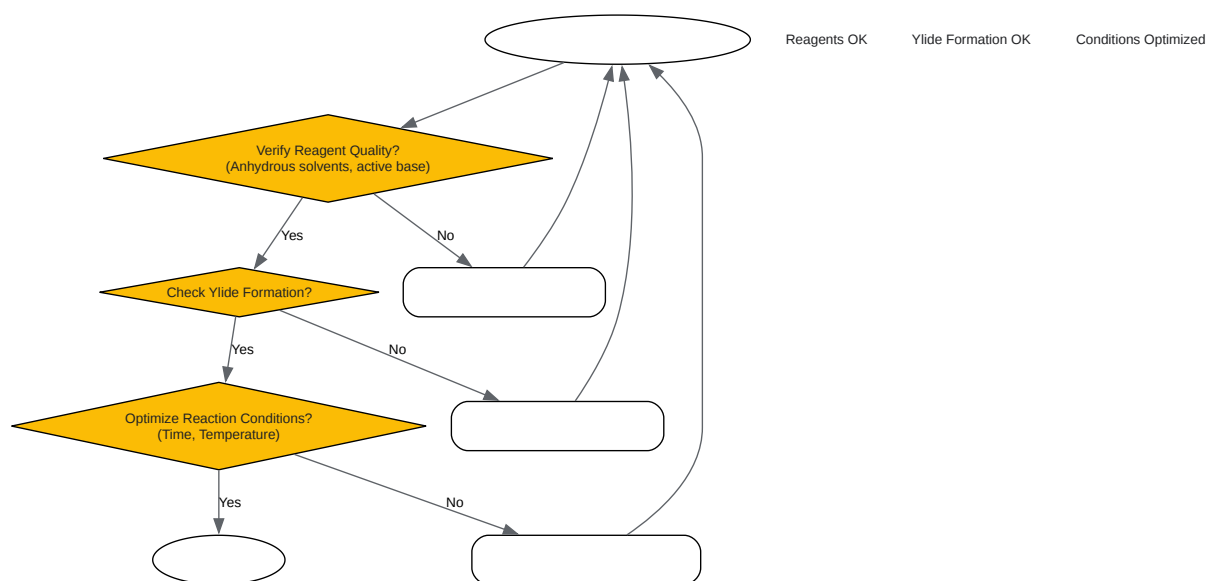 Reagents OK
Ylide Formation OK
Conditions Optimized
Verify Reagent Quality?
(Anhydrous solvents, active base)
Yes
No
Check Ylide Formation?
Yes
No
Optimize Reaction Conditions?
(Time, Temperature)
Yes
No